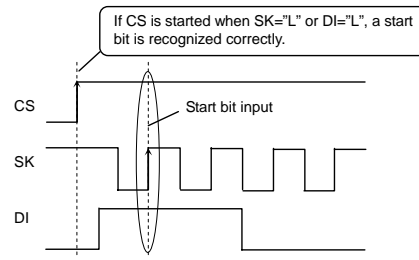 If CS is started when SK=”L” or DI=”L”, a start
bit is recognized correctly.
CS
Start bit input
SK
DI